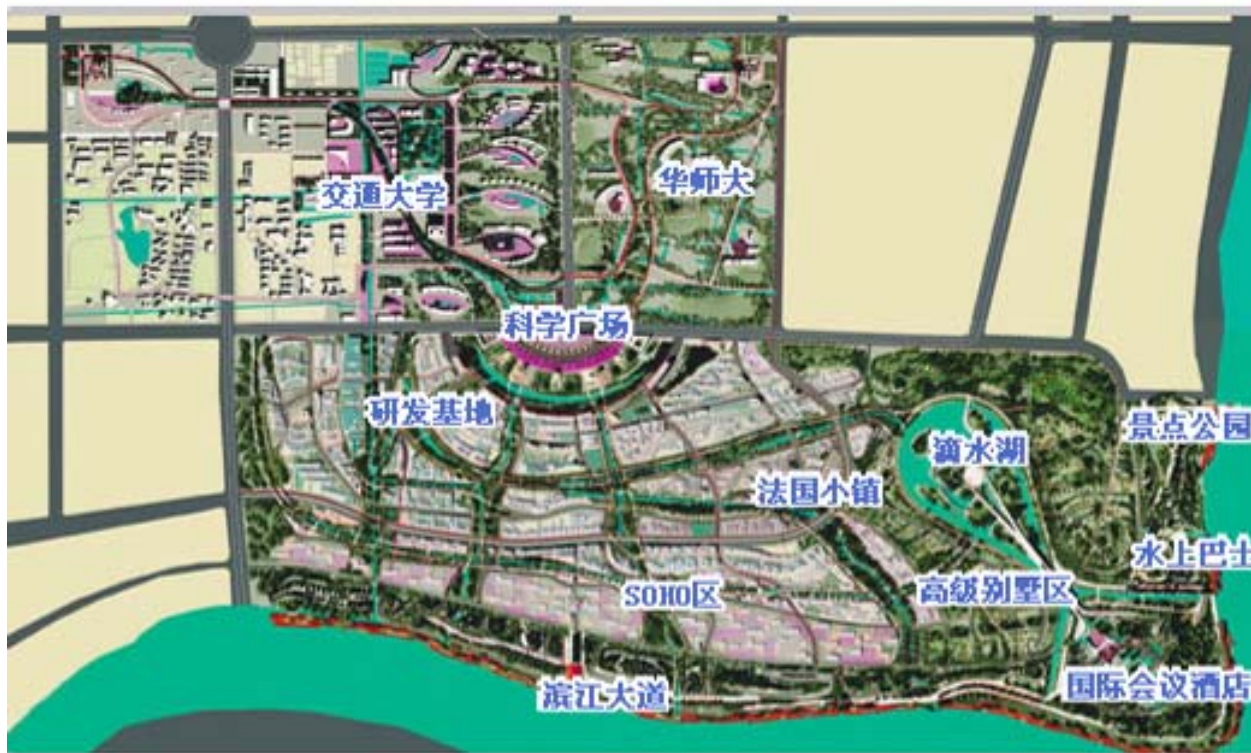 华师大
交通大学
科学广场
研发基地
景点公园
滴水湖
法国小镇
水上巴士
SOHO区
高级别墅区
滨江大道
国际会议酒店